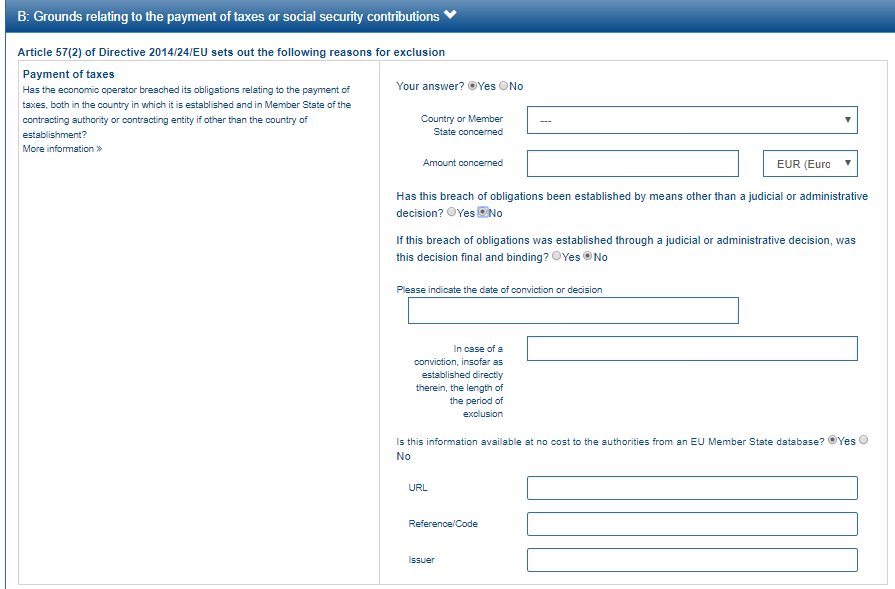 B: Grounds relating to the payment of taxes or social security contributions
Article 57(2) of Directive 2014/24/EU sets out the following reasons for exclusion
Payment of taxes
Has the economic operator breached its obligations relating to the payment of
taxes, both in the country in which it is established and in Member State of the
contracting authority or contracting entity if other than the country of
establishment?
More information »
Your answer? Yes No
Country or Member
State concerned
---
Amount concerned
EUR (Euro
Has this breach of obligations been established by means other than a judicial or administrative
decision? Yes No
If this breach of obligations was established through a judicial or administrative decision, was
this decision final and binding? Yes No
Please indicate the date of conviction or decision
In case of a
conviction, insofar as
established directly
therein, the length of
the period of
exclusion
Is this information available at no cost to the authorities from an EU Member State database? Yes
No
URL
Reference/Code
Issuer